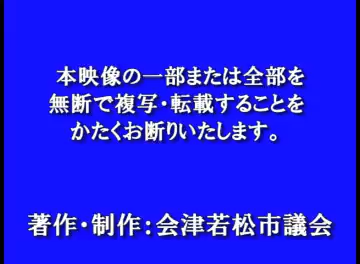 本映像の一部または全部を
無断で複写・転載することを
かたくお断りいたします。
著作・制作:会津若松市議会